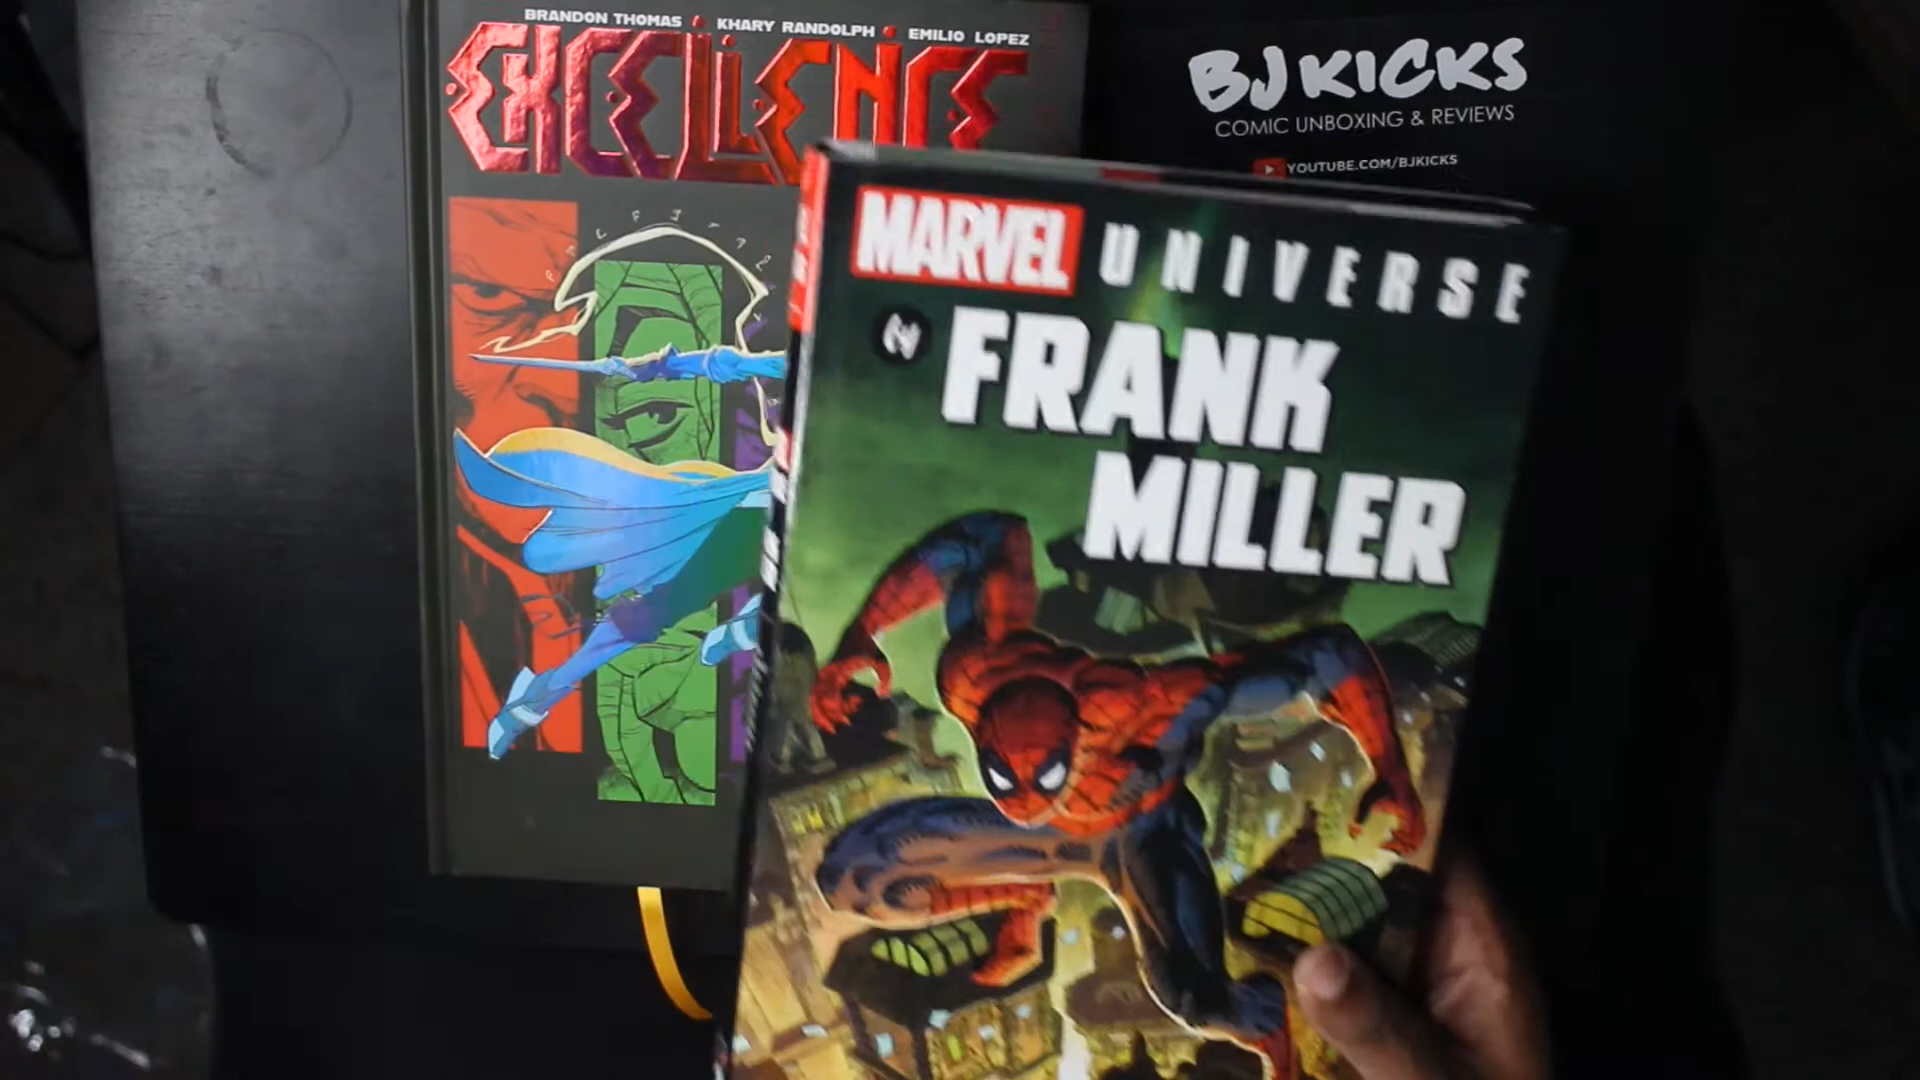 BRANDON THOMAS KHARY RANDOLPH EMILIO LOPEZ
EXCELLENCE
BJ KICKS
COMIC UNBOXING & REVIEWS
YOUTUBE.COM/BJKICKS
MARVEL UNIVERSE
FRANK
MILLER